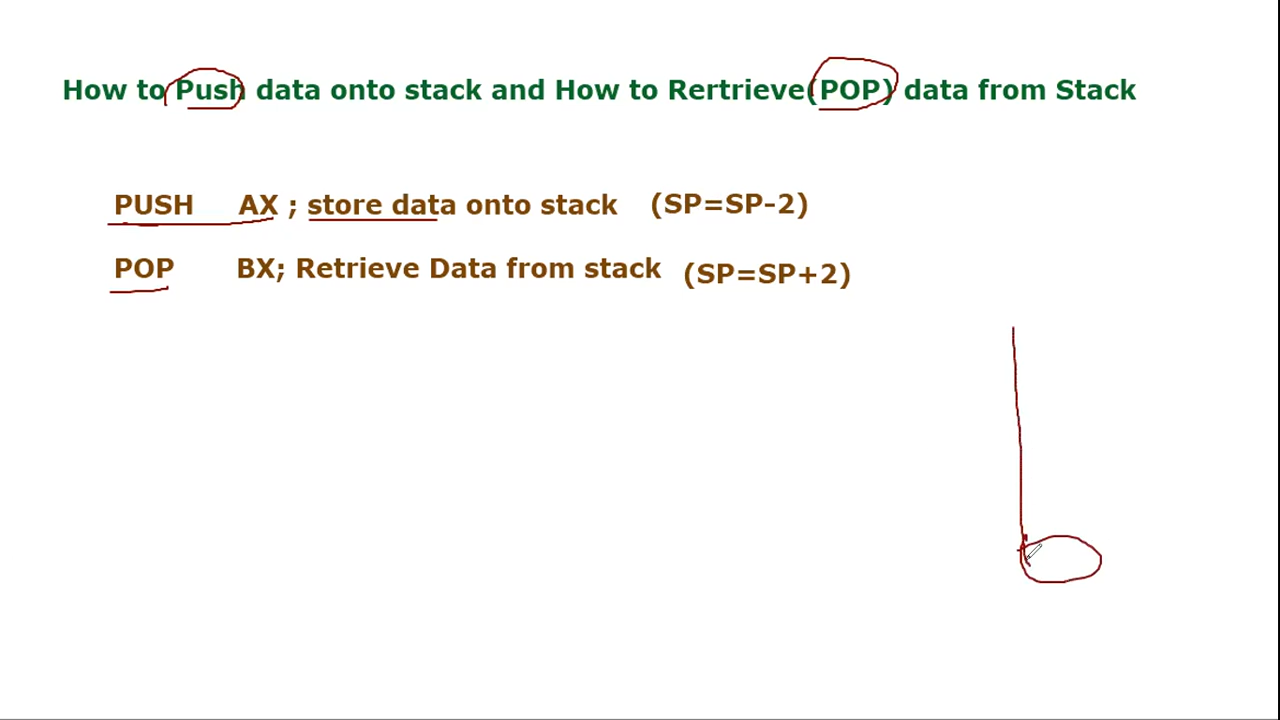 How to Push data onto stack and How to Rertrieve(POP) data from Stack
PUSH AX ; store data onto stack (SP=SP-2)
POP BX; Retrieve Data from stack (SP=SP+2)